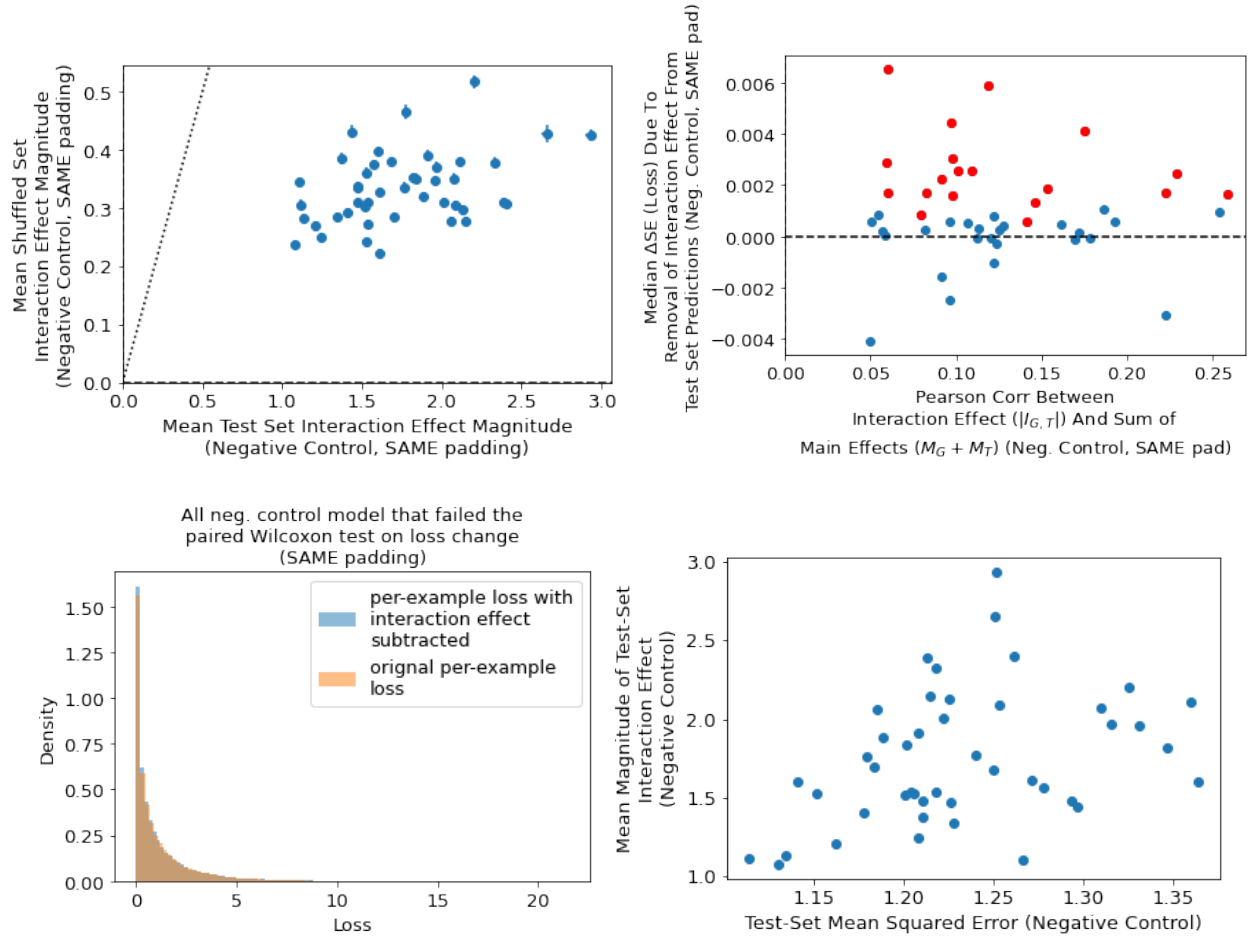 Mean Shuffled Set
Interaction Effect Magnitude
(Negative Control, SAME padding)
0.5
0.4
0.3
0.2
0.1
0.0
0.0
0.5
1.0
1.5
2.0
2.5
3.0
Mean Test Set Interaction Effect Magnitude
(Negative Control, SAME padding)
Median ΔSE (Loss) Due To
Removal of Interaction Effect From
Test Set Predictions (Neg. Control, SAME pad)
0.006
0.004
0.002
0.000
−0.002
−0.004
0.00
0.05
0.10
0.15
0.20
0.25
Pearson Corr Between
Interaction Effect (|I_{G, T}|) And Sum of
Main Effects (M_G + M_T) (Neg. Control, SAME pad)
All neg. control model that failed the
paired Wilcoxon test on loss change
(SAME padding)
Density
1.50
1.25
1.00
0.75
0.50
0.25
0.00
per-example loss with
interaction effect
subtracted
orignal per-example
loss
0
5
10
15
20
Loss
Mean Magnitude of Test-Set
Interaction Effect
(Negative Control)
3.0
2.5
2.0
1.5
1.0
1.15
1.20
1.25
1.30
1.35
Test-Set Mean Squared Error (Negative Control)